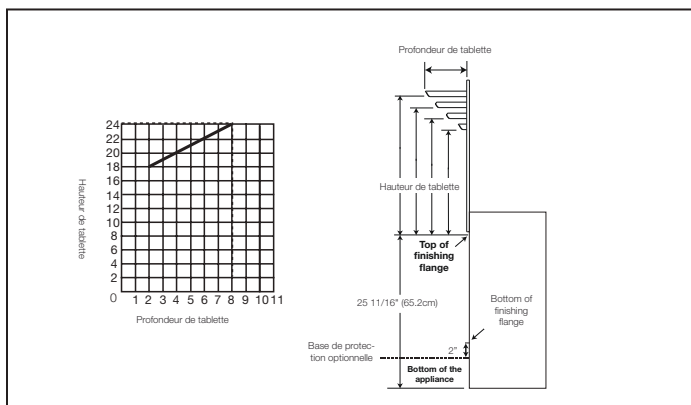 24
22
20
18
16
14
12
10
8
6
4
2
0
1 2 3 4 5 6 7 8 9 10 11
Hauteur de tablette
Profondeur de tablette
Profondeur de tablette
Hauteur de tablette
Top of
finishing
flange
25 11/16" (65.2cm)
Bottom of
finishing
flange
Base de protec-
tion optionnelle
2"
Bottom of the
appliance